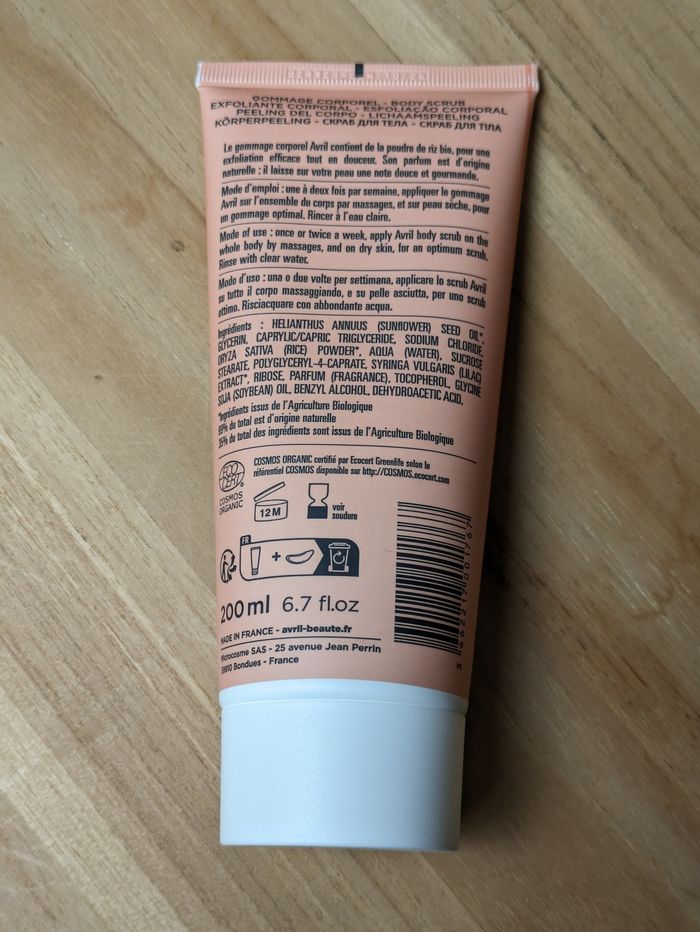 GOMMAGE CORPOREL - BODY SCRUB
EXFOLIANTE CORPORAL - ESFOLIAÇÃO CORPORAL
PEELING DEL CORPO - LICHAAMSPEELING
KÖRPERPEELING - СКРАБ ДЛЯ ТЕЛА - СКРАБ ДЛЯ ТІЛА
Le gommage corporel Avril contient de la poudre de riz bio, pour une
exfoliation efficace tout en douceur. Son parfum est d'origine
naturelle : il laisse sur votre peau une note douce et gourmande.
Mode d'emploi : une à deux fois par semaine, appliquer le gommage
Avril sur l'ensemble du corps par massages, et sur peau sèche, pour
un gommage optimal. Rincer à l'eau claire.
Mode of use : once or twice a week, apply Avril body scrub on the
whole body by massages, and on dry skin, for an optimum scrub.
Rinse with clear water.
Modo d'uso : una o due volte per settimana, applicare lo scrub Avril
su tutto il corpo massaggiando, e su pelle asciutta, per uno scrub
ottimo. Risciacquare con abbondante acqua.
Ingrédients : HELIANTHUS ANNUUS (SUNflOWER) SEED OIL*,
GLYCERIN, CAPRYLIC/CAPRIC TRIGLYCERIDE, SODIUM CHLORIDE,
ORYZA SATIVA (RICE) POWDER*, AQUA (WATER), SUCROSE
STEARATE, POLYGLYCERYL-4-CAPRATE, SYRINGA VULGARIS (LILAC)
EXTRACT*, RIBOSE, PARFUM (FRAGRANCE), TOCOPHEROL, GLYCINE
SOJA (SOYBEAN) OIL, BENZYL ALCOHOL, DEHYDROACETIC ACID.
*Ingrédients issus de l'Agriculture Biologique
99% du total est d'origine naturelle
35% du total des ingrédients sont issus de l'Agriculture Biologique
ECO
CERT
COSMOS
ORGANIC
COSMOS ORGANIC certifié par Ecocert Greenlife selon le
référentiel COSMOS disponible sur http://COSMOS.ecocert.com
12 M
voir
soudure
FR
+
200 ml 6.7 fl.oz
MADE IN FRANCE - avril-beaute.fr
Microcosme SAS - 25 avenue Jean Perrin
59910 Bondues - France
3 662217 001767